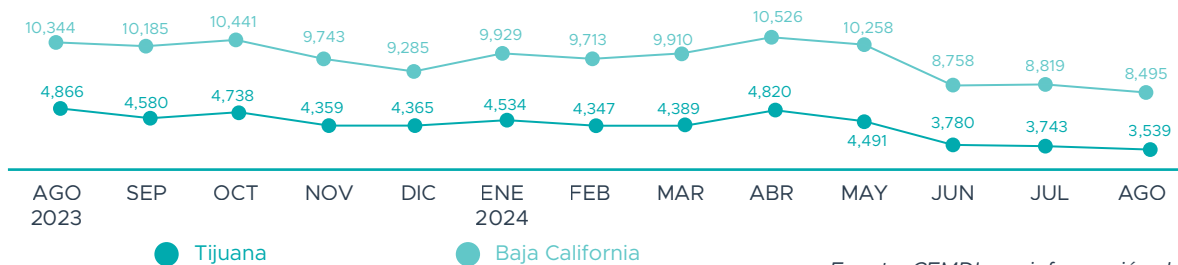 10,344 10,185 10,441 9,743 9,285 9,929 9,713 9,910 10,526 10,258 8,758 8,819 8,495
4,866 4,580 4,738 4,359 4,365 4,534 4,347 4,389 4,820 4,491 3,780 3,743 3,539
AGO SEP OCT NOV DIC ENE FEB MAR ABR MAY JUN JUL AGO
2023 2024
Tijuana Baja California